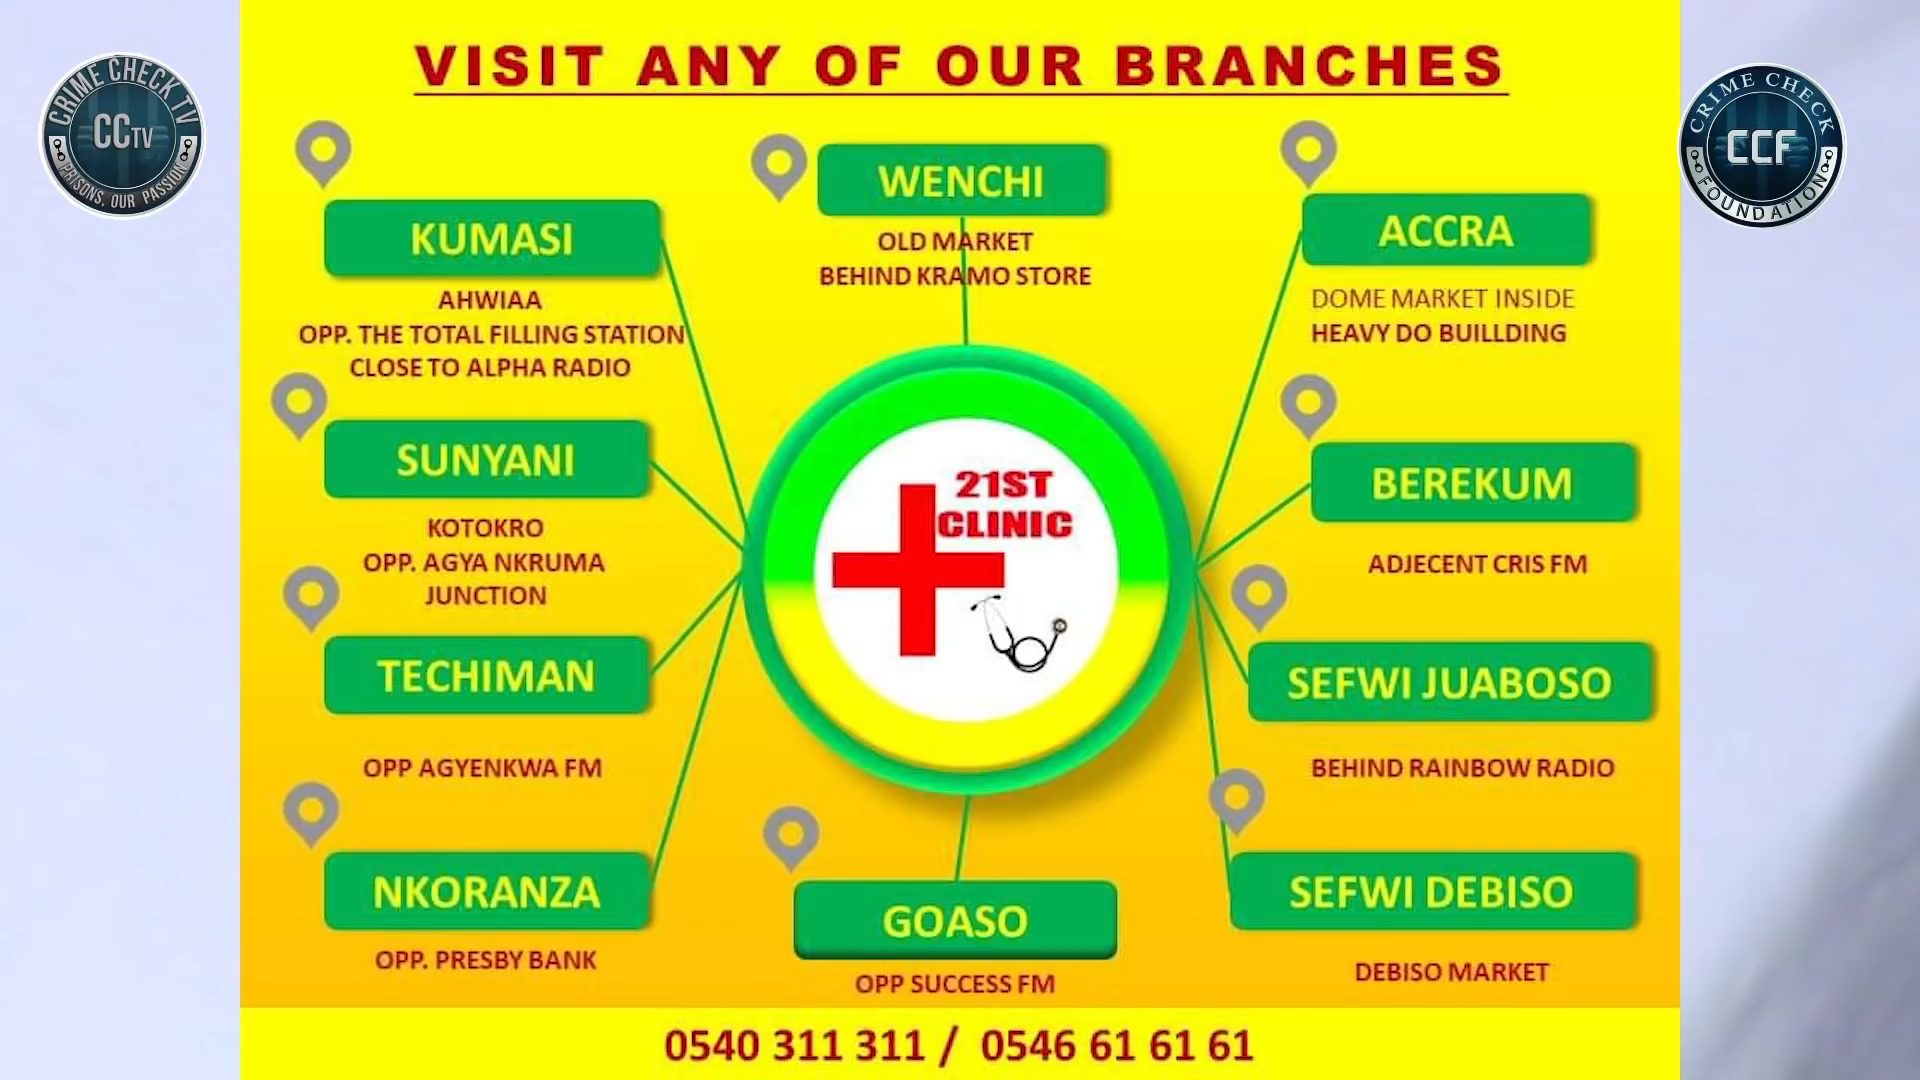 VISIT ANY OF OUR BRANCHES
CRIME CHECK TV
CCTV
PRISONS, OUR PASSION
CRIME CHECK
CCF
FOUNDATION
KUMASI
AHWIAA
OPP. THE TOTAL FILLING STATION
CLOSE TO ALPHA RADIO
WENCHI
OLD MARKET
BEHIND KRAMO STORE
ACCRA
DOME MARKET INSIDE
HEAVY DO BUILLDING
SUNYANI
KOTOKRO
OPP. AGYA NKRUMA
JUNCTION
21ST
CLINIC
BEREKUM
ADJECENT CRIS FM
TECHIMAN
OPP AGYENKWA FM
SEFWI JUABOSO
BEHIND RAINBOW RADIO
NKORANZA
OPP. PRESBY BANK
GOASO
OPP SUCCESS FM
SEFWI DEBISO
DEBISO MARKET
0540 311 311 / 0546 61 61 61